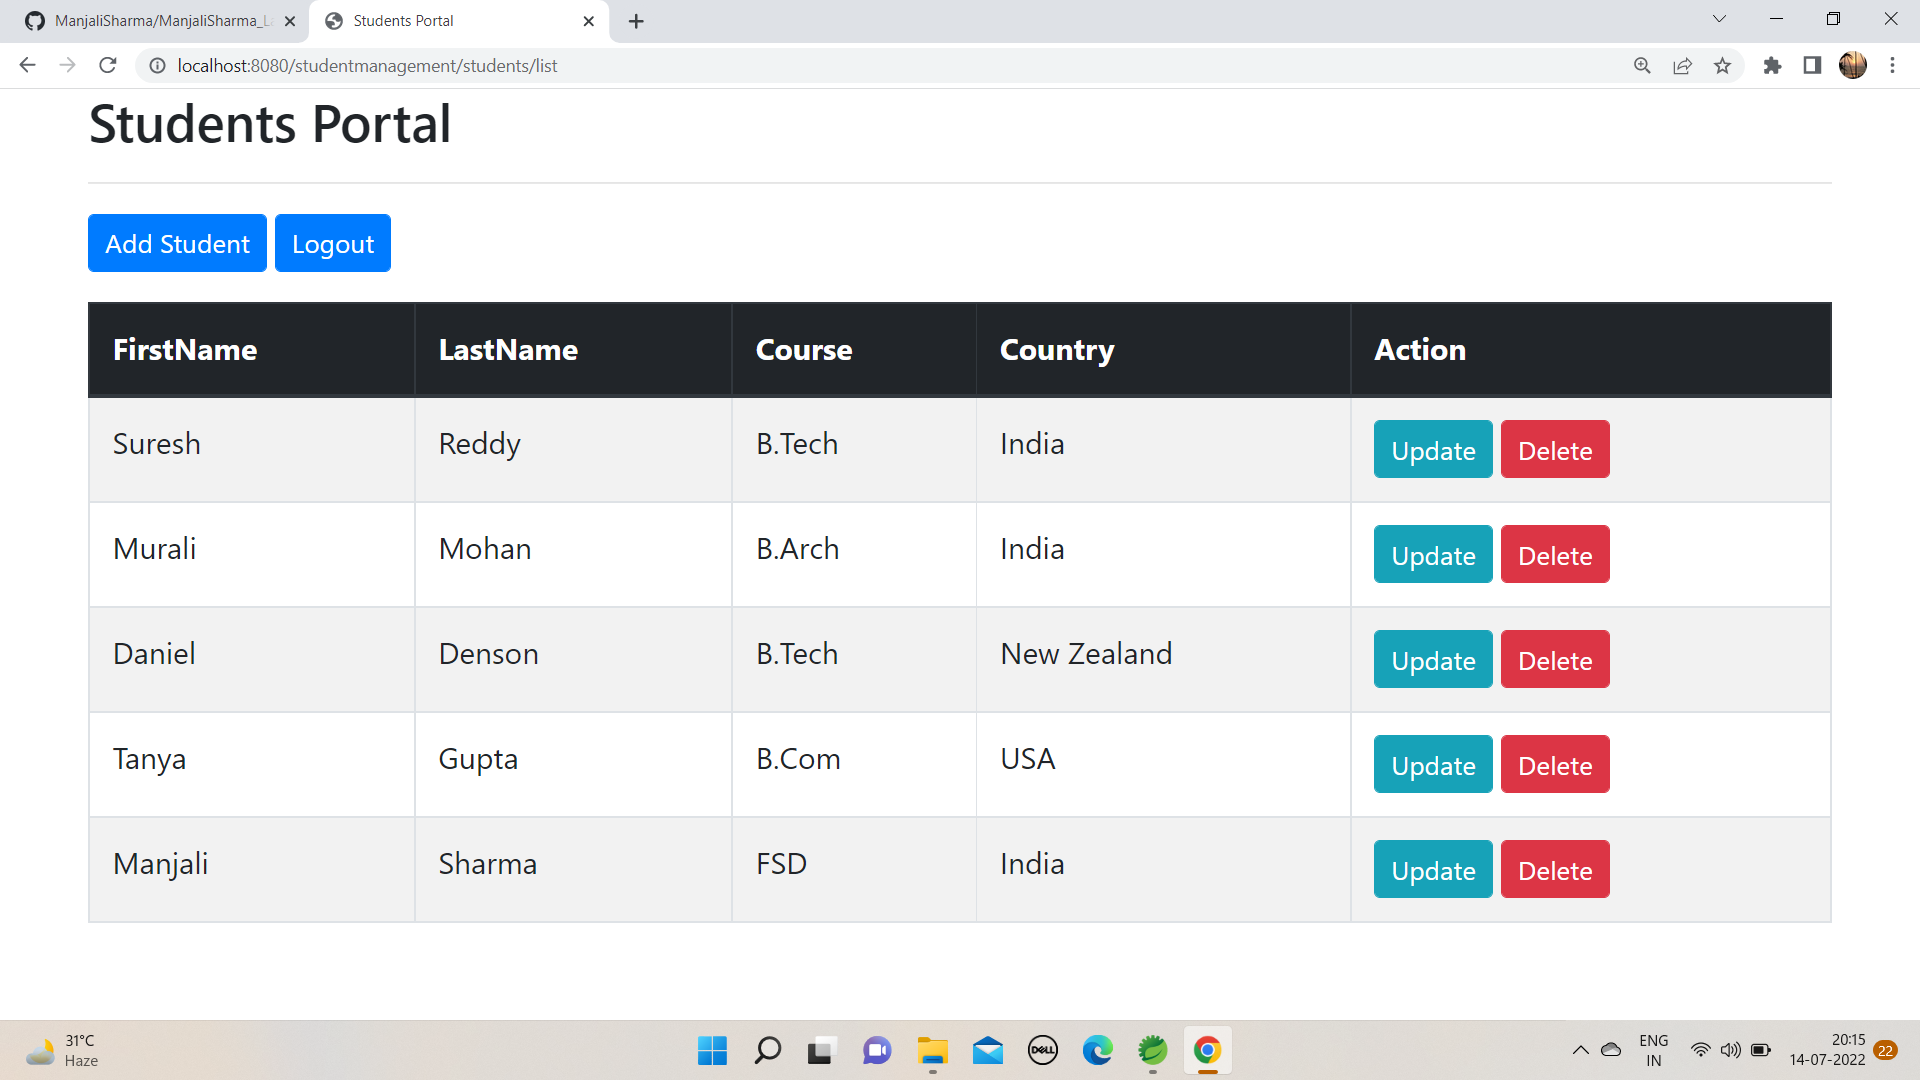 ManjaliSharma/ManjaliSharma_L
Students Portal
localhost:8080/studentmanagement/students/list
Students Portal
Add Student Logout
FirstName LastName Course Country Action
Suresh Reddy B.Tech India Update Delete
Murali Mohan B.Arch India Update Delete
Daniel Denson B.Tech New Zealand Update Delete
Tanya Gupta B.Com USA Update Delete
Manjali Sharma FSD India Update Delete
31°C
Haze
DELL
ENG
IN
20:15
14-07-2022
22